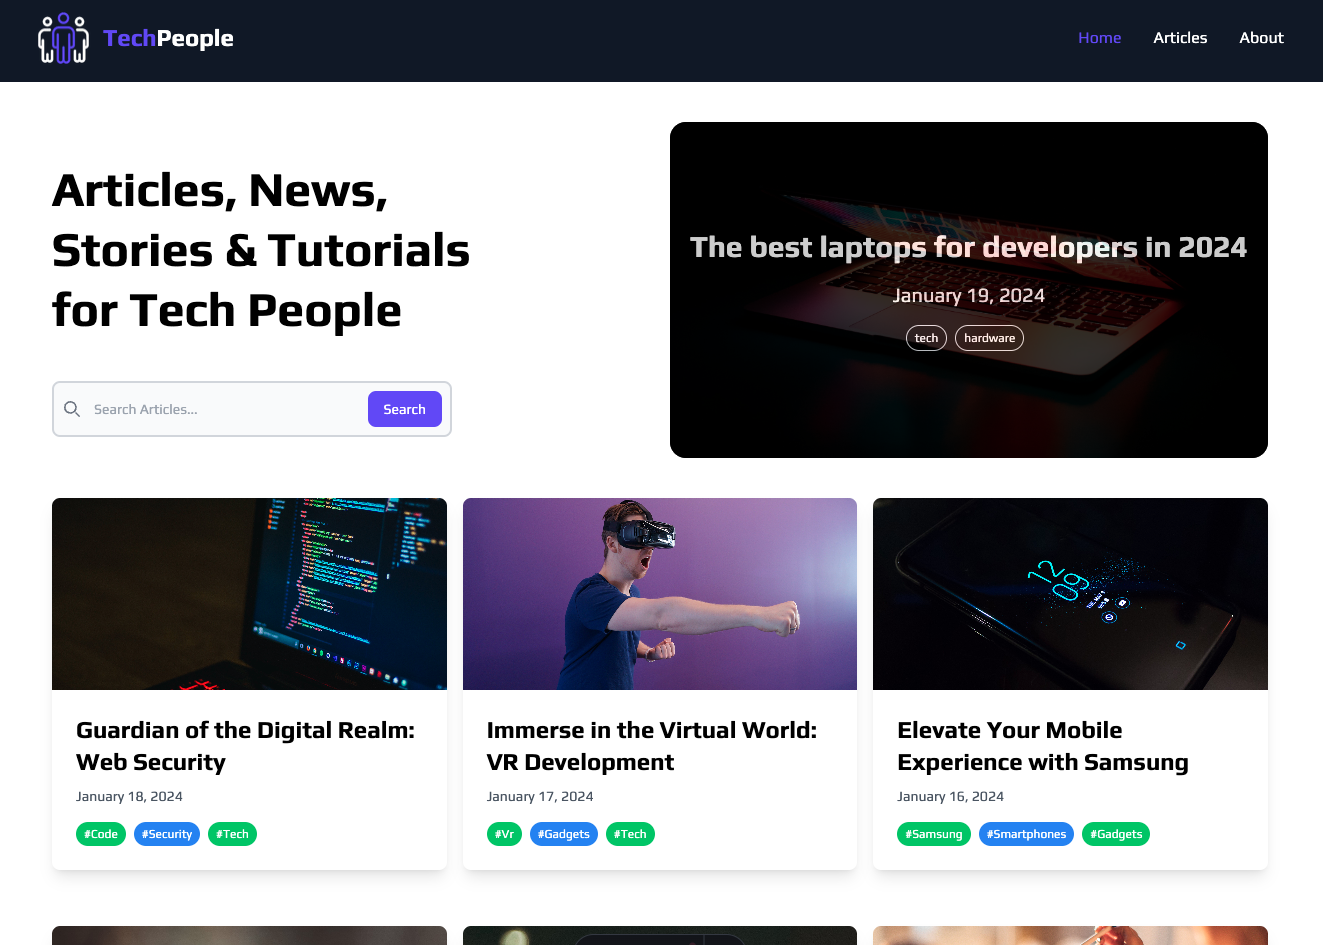 TechPeople
Home
Articles
About
Articles, News,
Stories & Tutorials
for Tech People
Search Articles...
Search
The best laptops for developers in 2024
January 19, 2024
tech
hardware
12
09
Guardian of the Digital Realm:
Web Security
January 18, 2024
#Code
#Security
#Tech
Immerse in the Virtual World:
VR Development
January 17, 2024
#Vr
#Gadgets
#Tech
Elevate Your Mobile
Experience with Samsung
January 16, 2024
#Samsung
#Smartphones
#Gadgets